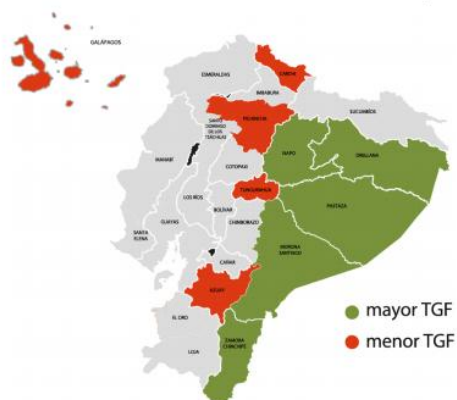 GALÁPAGOS
ESMERALDAS
CARCHI
IMBABURA
SUCUMBÍOS
PICHINCHA
SANTO
DOMINGO
DE LOS
TSÁCHILAS
NAPO
ORELLANA
MANABÍ
COTOPAXI
TUNGURAHUA
PASTAZA
LOS RÍOS
BOLÍVAR
GUAYAS
CHIMBORAZO
SANTA
ELENA
MORONA
SANTIAGO
CAÑAR
AZUAY
EL ORO
ZAMORA
CHINCHIPE
LOJA
mayor TGF
menor TGF